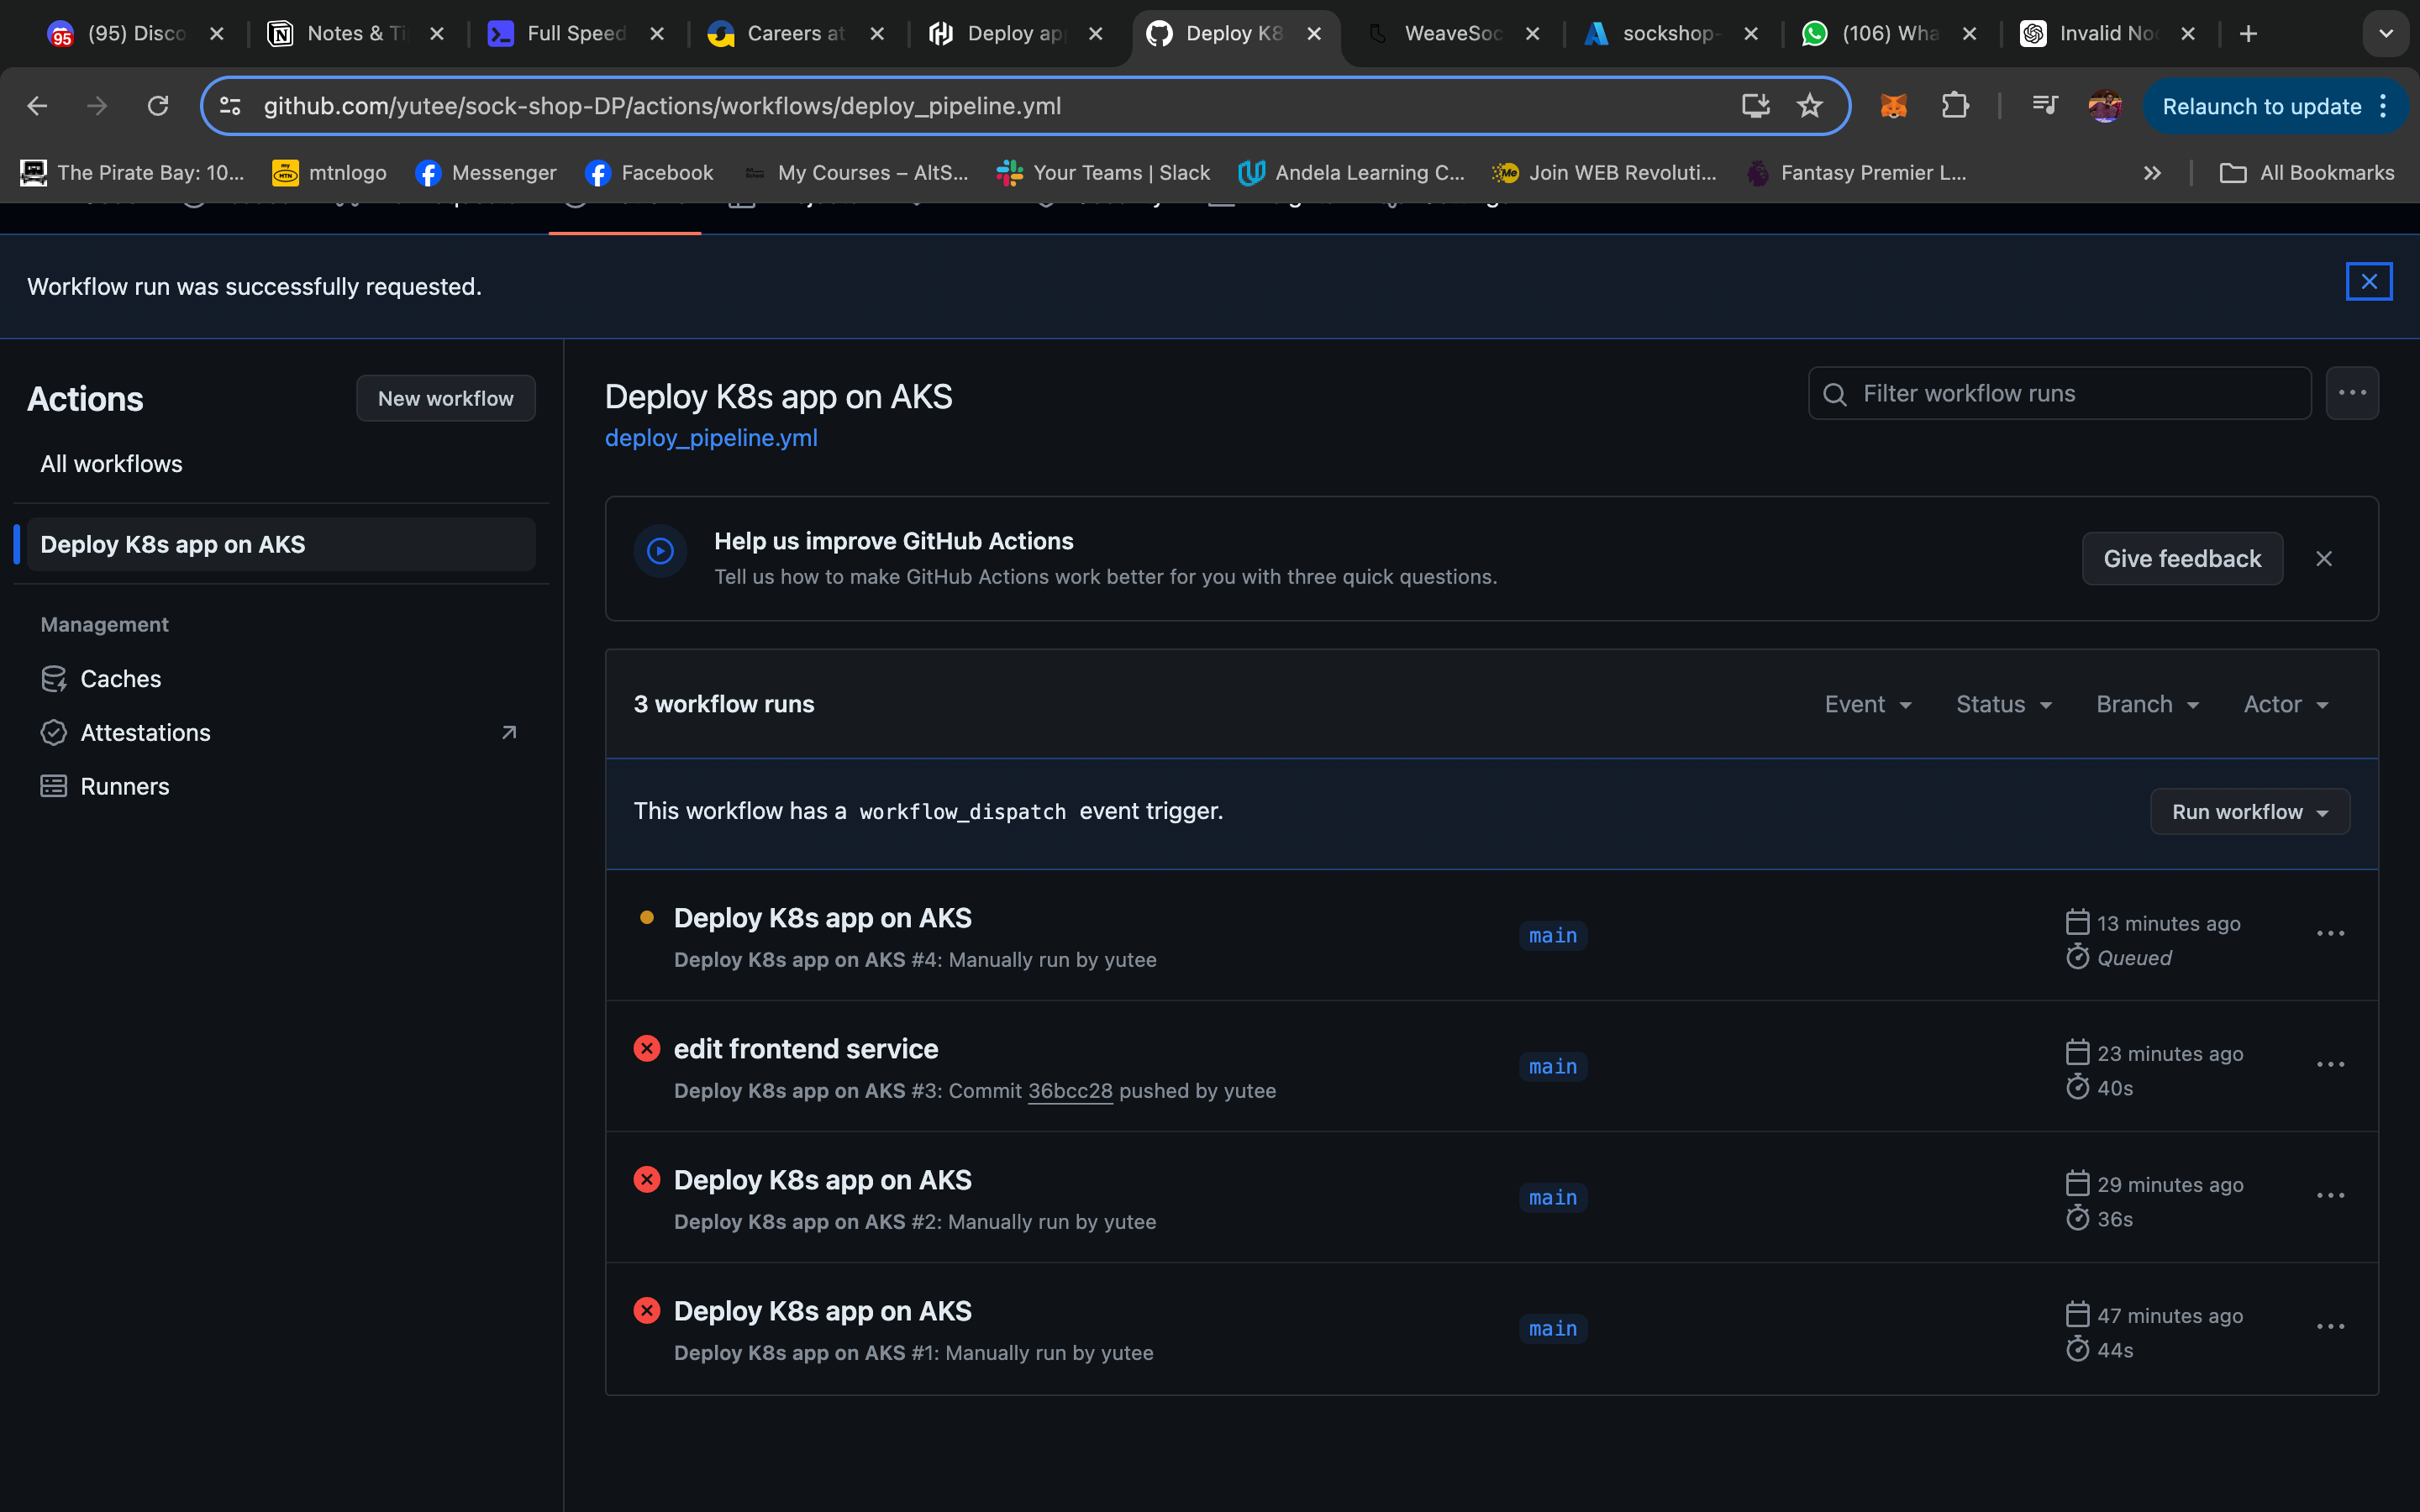 95 (95) Disco
Notes & Ti
Full Speed
Careers at
Deploy ap
Deploy K8
WeaveSoc
sockshop-
(106) Wha
Invalid No
github.com/yutee/sock-shop-DP/actions/workflows/deploy_pipeline.yml
Relaunch to update
The Pirate Bay: 10...
my MTN mtnlogo
Messenger
Facebook
My Courses – AltS...
Your Teams | Slack
Andela Learning C...
Join WEB Revoluti...
Fantasy Premier L...
All Bookmarks
Workflow run was successfully requested.
Actions
New workflow
All workflows
Deploy K8s app on AKS
Management
Caches
Attestations
Runners
Deploy K8s app on AKS
deploy_pipeline.yml
Filter workflow runs
Help us improve GitHub Actions
Tell us how to make GitHub Actions work better for you with three quick questions.
Give feedback
3 workflow runs
Event
Status
Branch
Actor
This workflow has a workflow_dispatch event trigger.
Run workflow
Deploy K8s app on AKS
Deploy K8s app on AKS #4: Manually run by yutee
main
13 minutes ago
Queued
edit frontend service
Deploy K8s app on AKS #3: Commit 36bcc28 pushed by yutee
main
23 minutes ago
40s
Deploy K8s app on AKS
Deploy K8s app on AKS #2: Manually run by yutee
main
29 minutes ago
36s
Deploy K8s app on AKS
Deploy K8s app on AKS #1: Manually run by yutee
main
47 minutes ago
44s